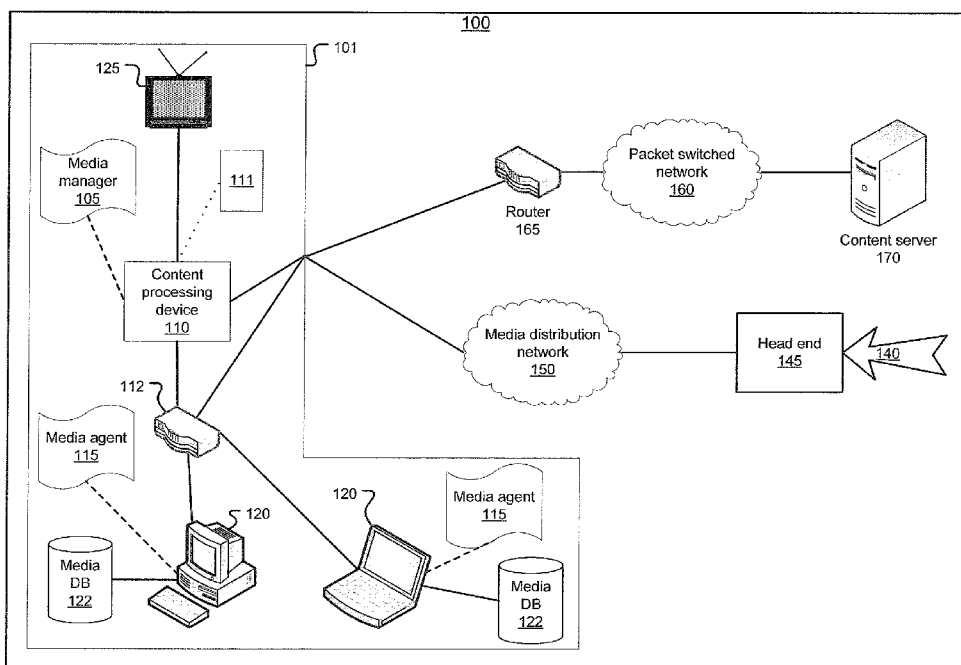 100
101
125
Media
manager
105
111
Packet switched
network
160
Router
165
Content server
170
Content
processing
device
110
Media distribution
network
150
Head end
145
140
112
Media agent
115
120
Media
DB
122
120
Media agent
115
Media
DB
122